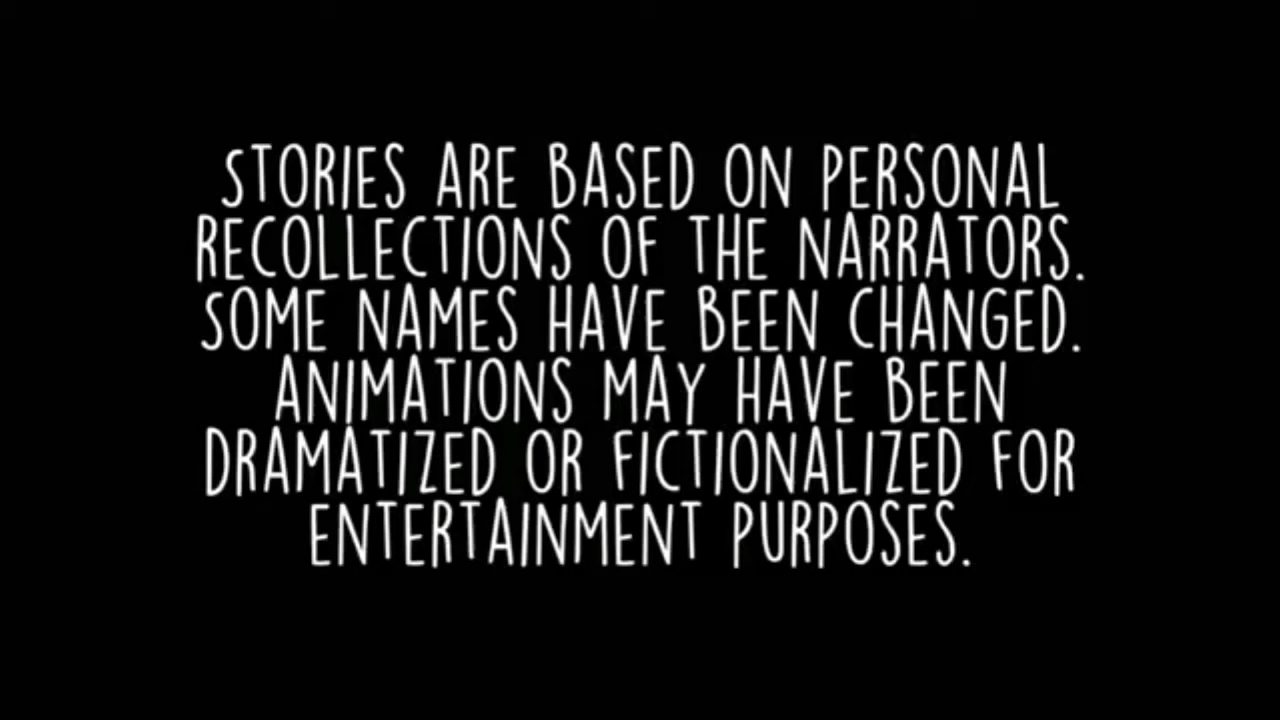 STORIES ARE BASED ON PERSONAL
RECOLLECTIONS OF THE NARRATORS.
SOME NAMES HAVE BEEN CHANGED.
ANIMATIONS MAY HAVE BEEN
DRAMATIZED OR FICTIONALIZED FOR
ENTERTAINMENT PURPOSES.